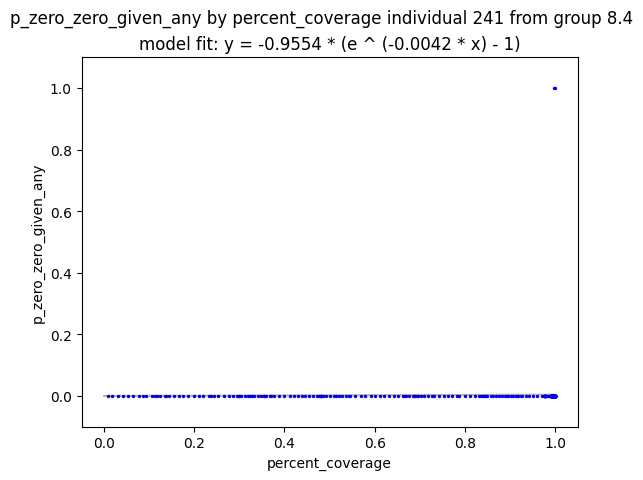 p_zero_zero_given_any by percent_coverage individual 241 from group 8.4
model fit: y = -0.9554 * (e ^ (-0.0042 * x) - 1)
p_zero_zero_given_any
1.0
0.8
0.6
0.4
0.2
0.0
0.0 0.2 0.4 0.6 0.8 1.0
percent_coverage